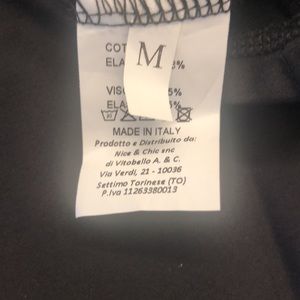 COT
ELA
M
VISC 5%
ELA
MADE IN ITALY
Prodotto e Distribuito da:
Nice & Chic snc
di Vitobello A. & C.
Via Verdi, 21 - 10036
Settimo Torinese (TO)
P.Iva 11263380013